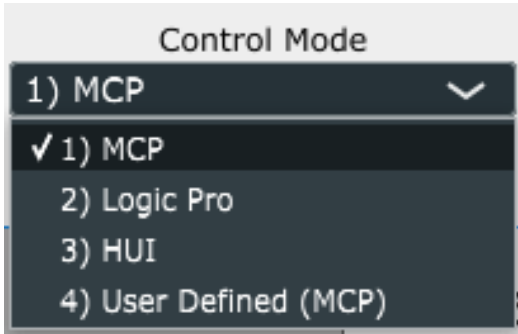 Control Mode
1) MCP
✓ 1) MCP
2) Logic Pro
3) HUI
4) User Defined (MCP)